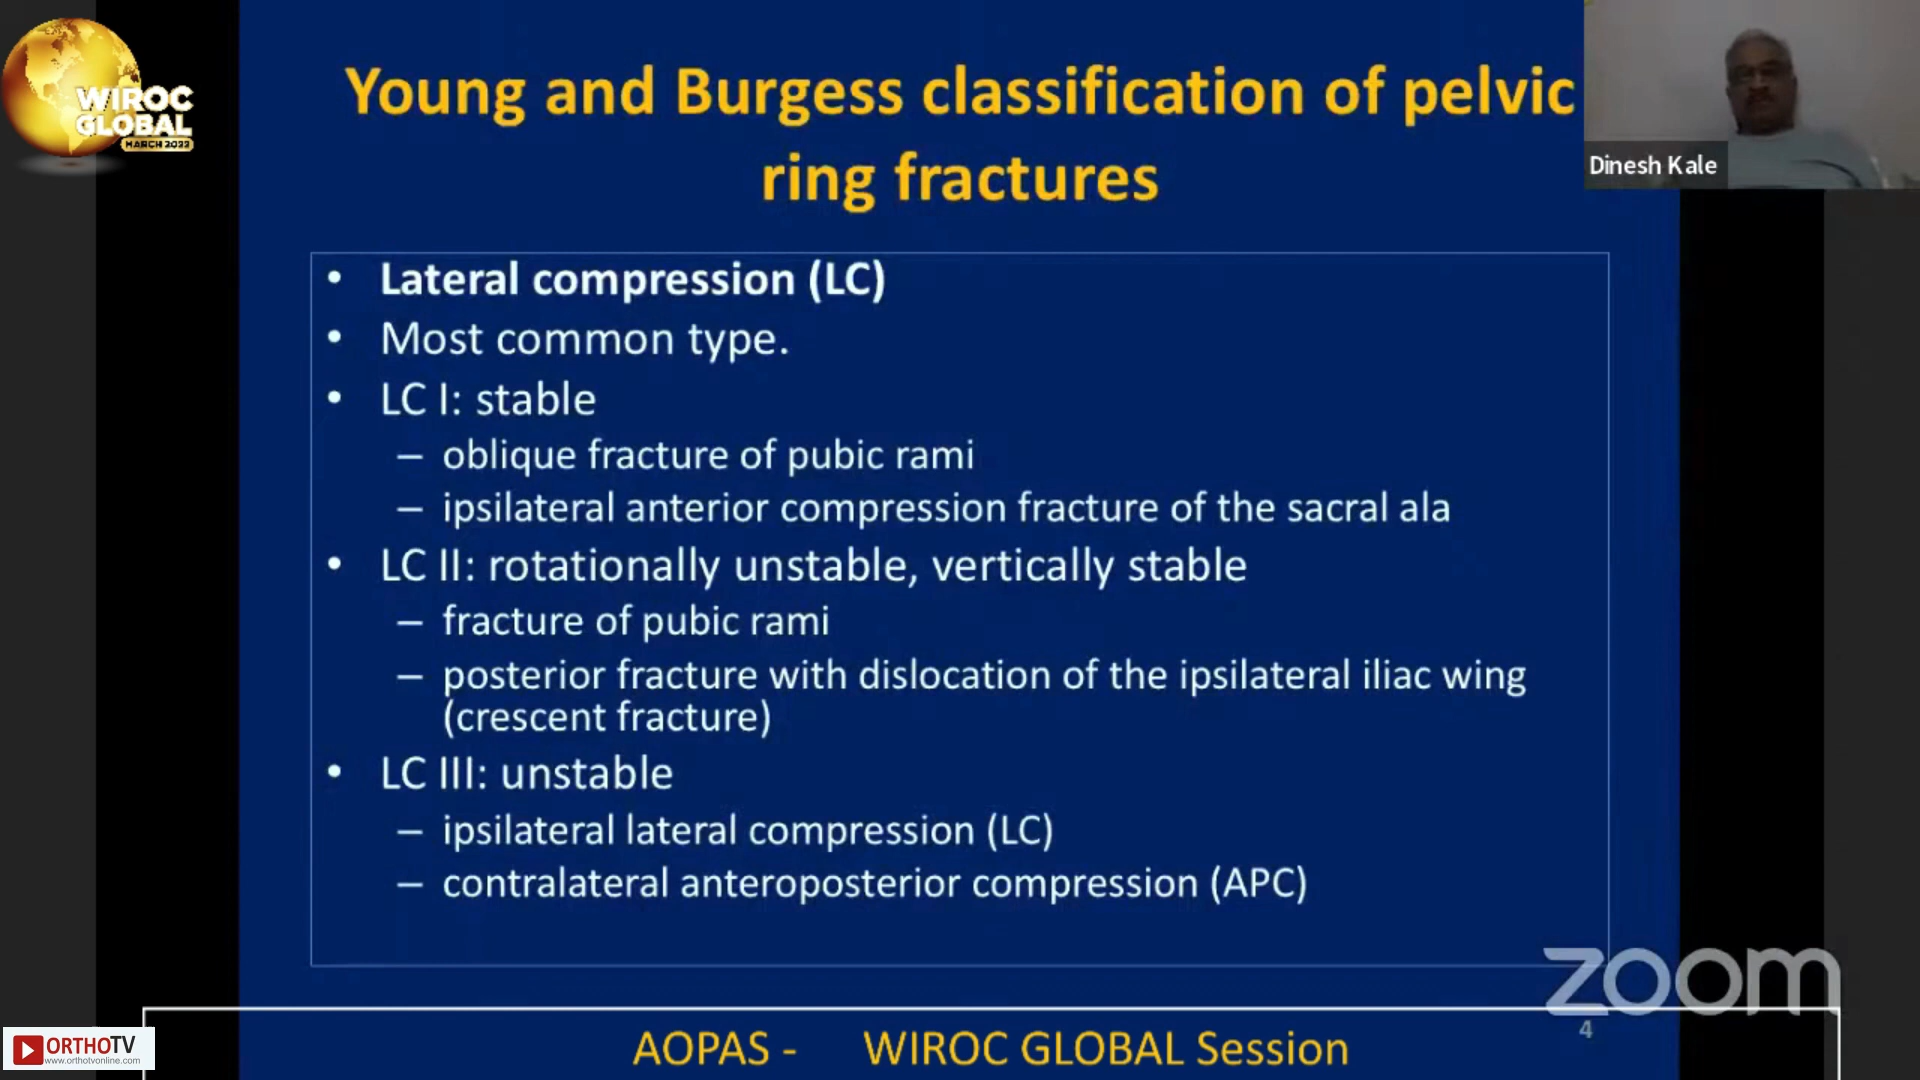 WIROC
GLOBAL
MARCH 2022
Young and Burgess classification of pelvic
ring fractures
Dinesh Kale
• Lateral compression (LC)
• Most common type.
• LC I: stable
– oblique fracture of pubic rami
– ipsilateral anterior compression fracture of the sacral ala
• LC II: rotationally unstable, vertically stable
– fracture of pubic rami
– posterior fracture with dislocation of the ipsilateral iliac wing
(crescent fracture)
• LC III: unstable
– ipsilateral lateral compression (LC)
– contralateral anteroposterior compression (APC)
zoom
4
ORTHOTV
www.orthotvonline.com
AOPAS - WIROC GLOBAL Session